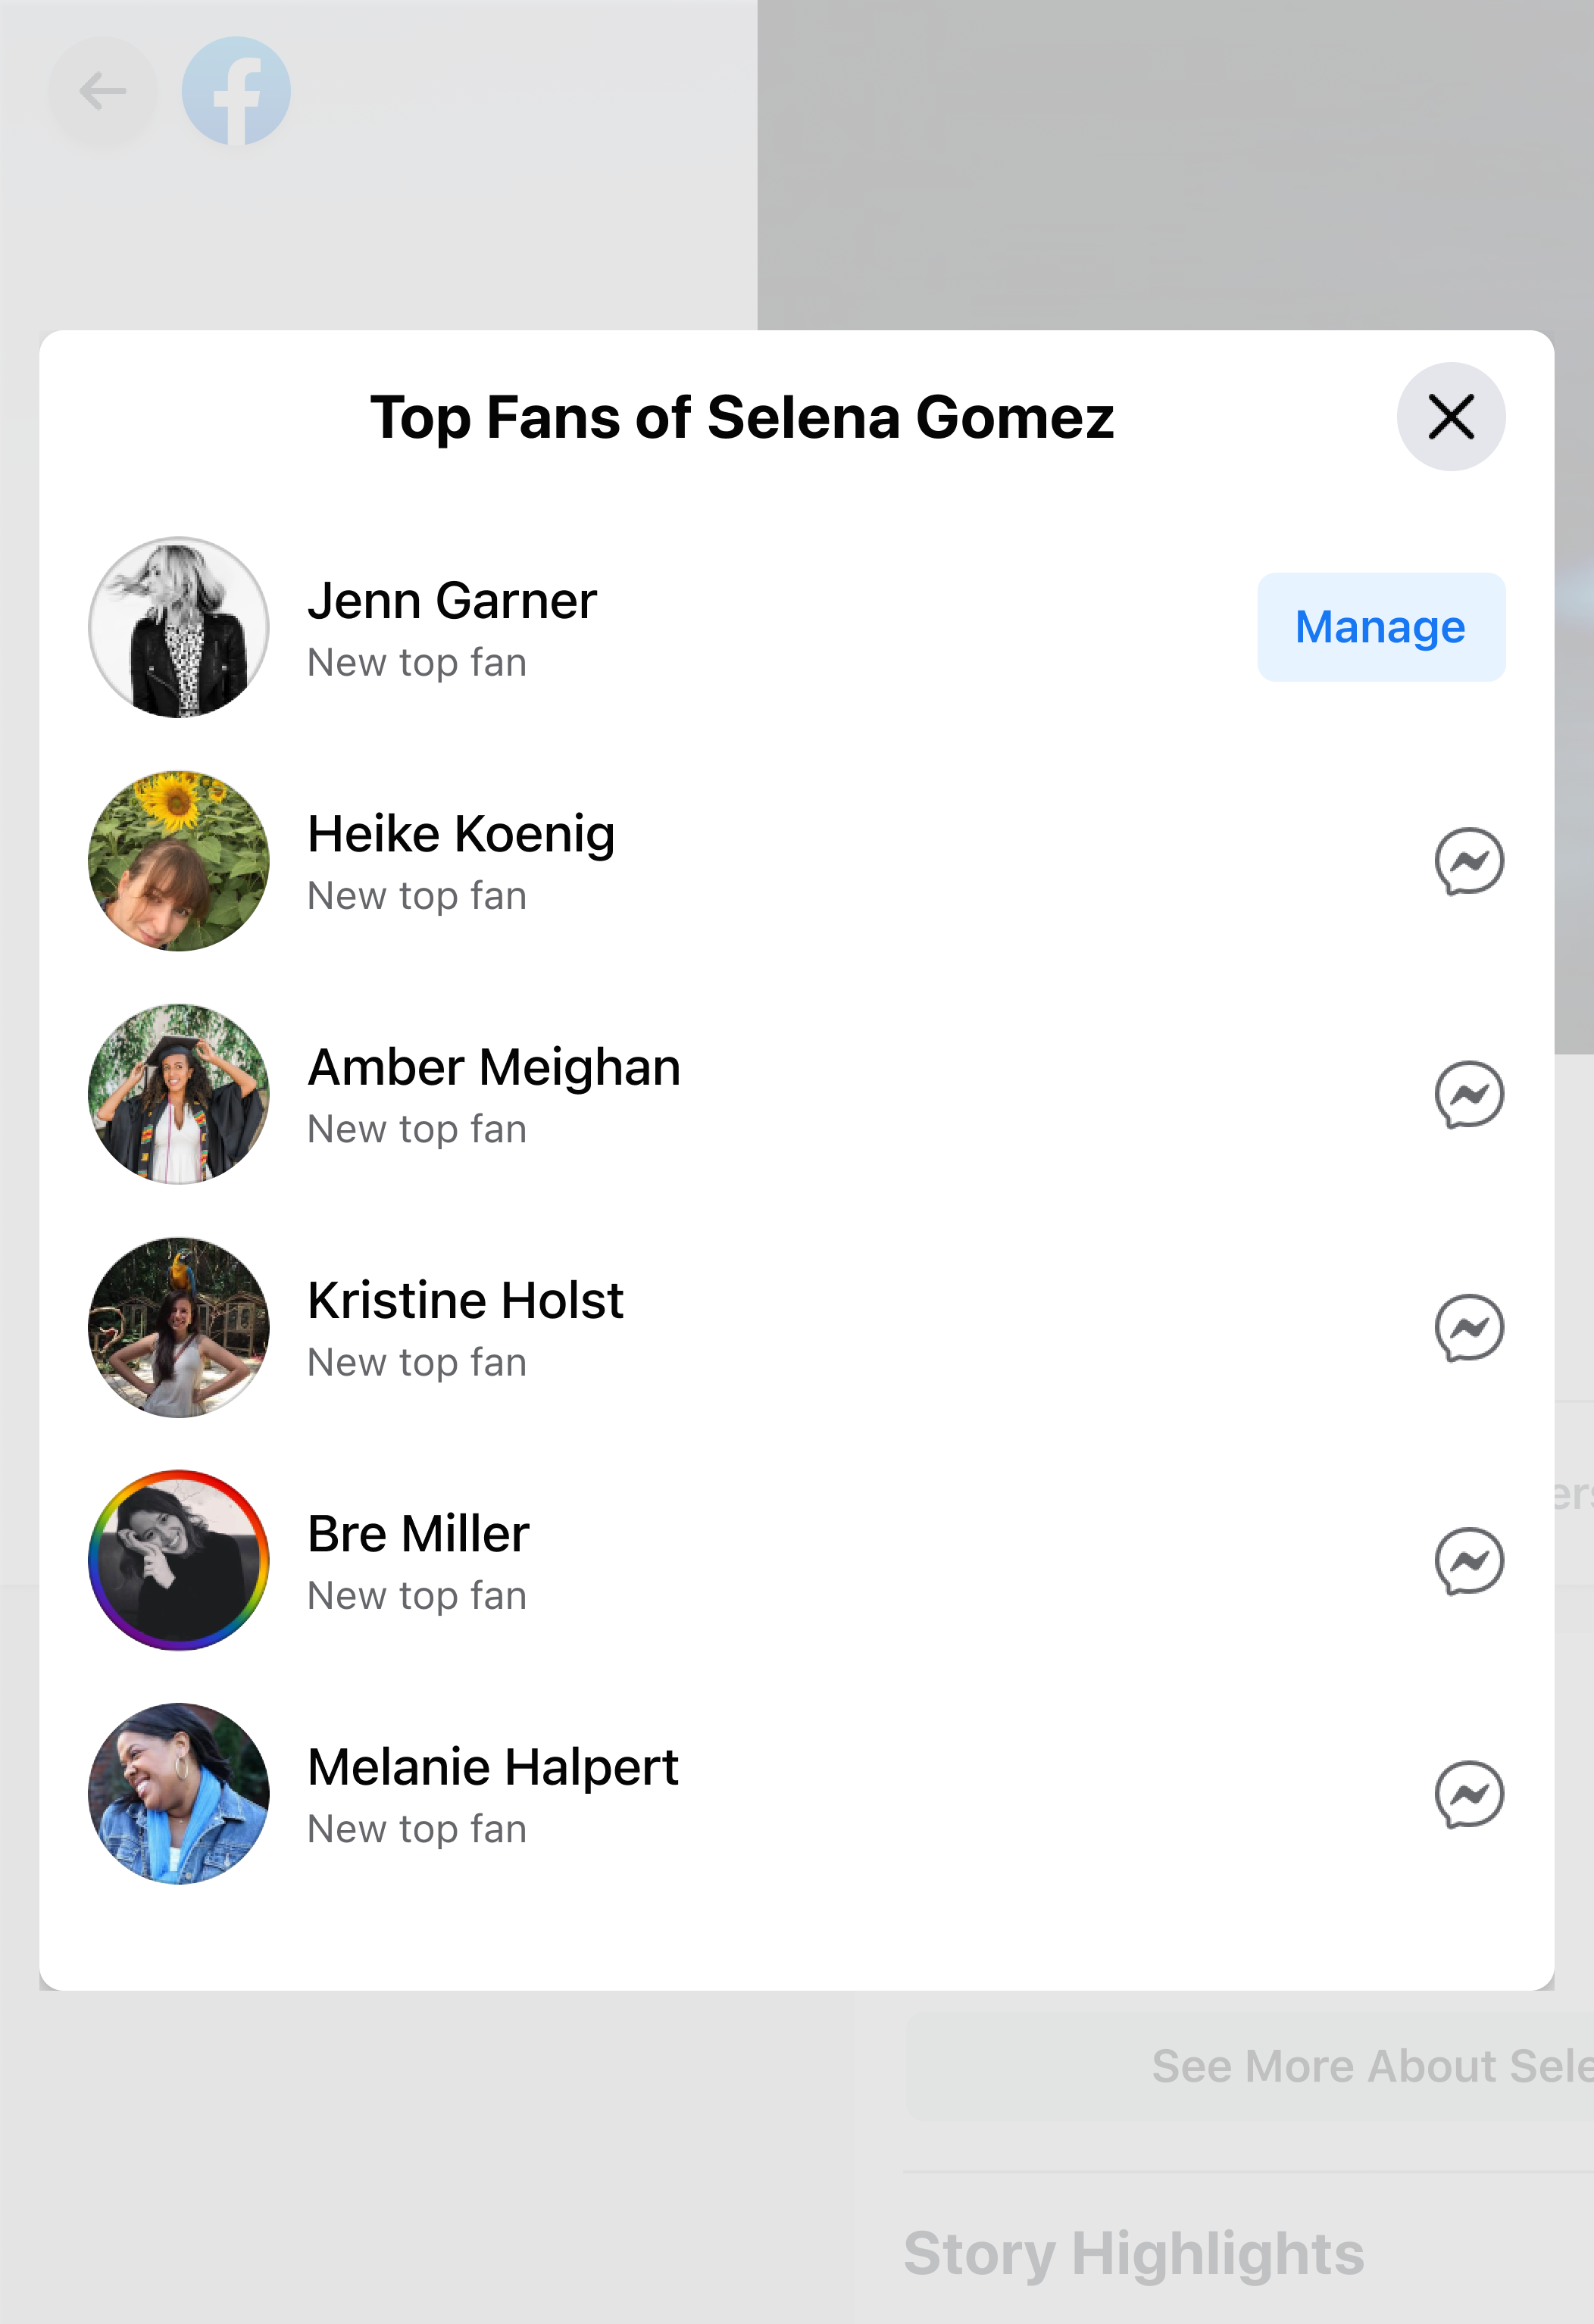 Top Fans of Selena Gomez
Jenn Garner
New top fan
Manage
Heike Koenig
New top fan
Amber Meighan
New top fan
Kristine Holst
New top fan
Bre Miller
New top fan
Melanie Halpert
New top fan
See More About
Story Highlights